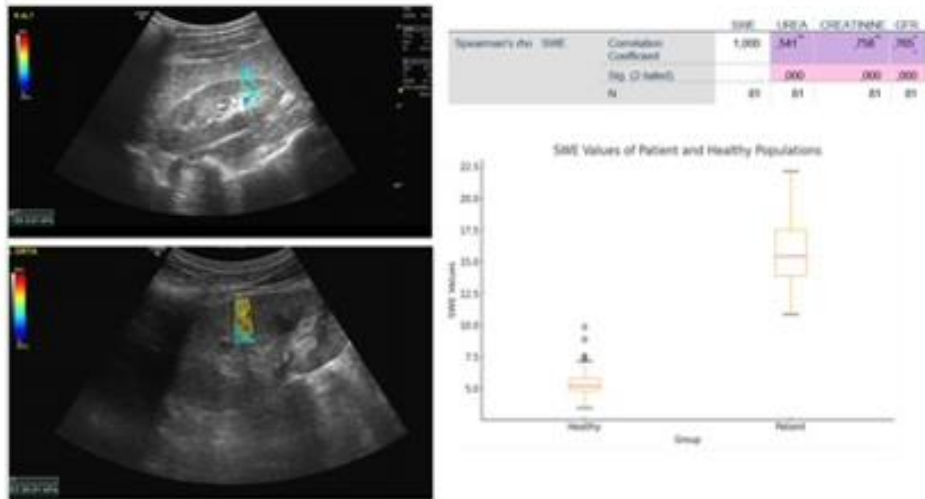 SWE UREA CREATININE GFR
Spearman's rho SWE Correlation Coefficient 1,000 ,541** ,758** ,765**
Sig. (2-tailed) ,000 ,000 ,000
N 81 81 81 81
SWE Values of Patient and Healthy Populations
22.5
20.0
17.5
15.0
12.5
10.0
7.5
5.0
SWE Values
Healthy Patient
Group